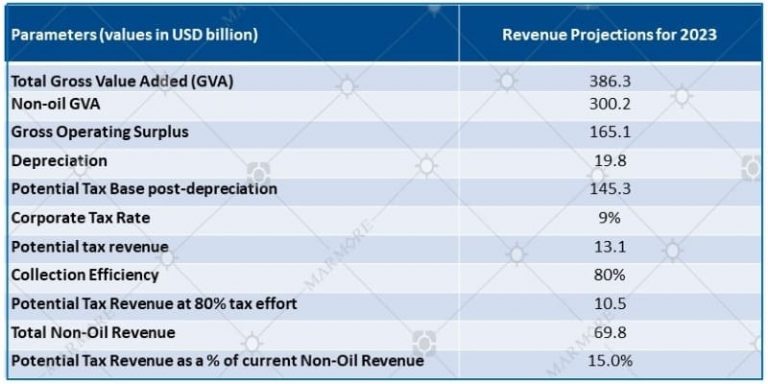 Parameters (values in USD billion) Revenue Projections for 2023
Total Gross Value Added (GVA) 386.3
Non-oil GVA 300.2
Gross Operating Surplus 165.1
Depreciation 19.8
Potential Tax Base post-depreciation 145.3
Corporate Tax Rate 9%
Potential tax revenue 13.1
Collection Efficiency 80%
Potential Tax Revenue at 80% tax effort 10.5
Total Non-Oil Revenue 69.8
Potential Tax Revenue as a % of current Non-Oil Revenue 15.0%
MARMORE
MARMORE
MARMORE